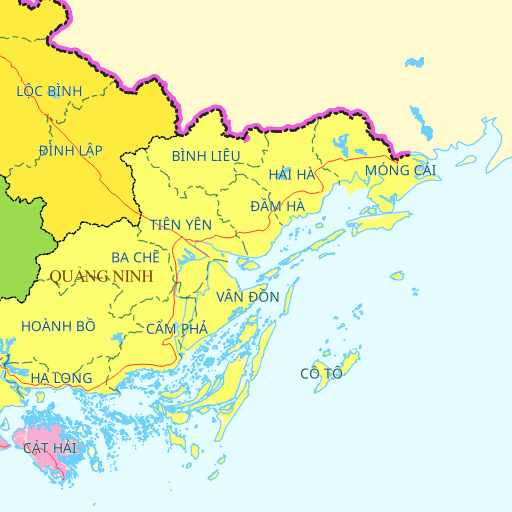 LỘC BÌNH
ĐÌNH LẬP
BÌNH LIÊU
HẢI HÀ
MÓNG CÁI
ĐẦM HÀ
TIÊN YÊN
BA CHẼ
QUẢNG NINH
VÂN ĐỒN
HOÀNH BỒ
CẨM PHẢ
CÔ TÔ
HẠ LONG
CÁT HẢI